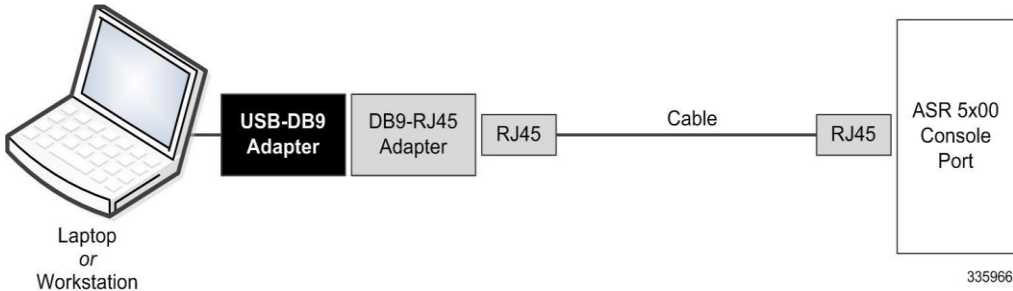 USB-DB9
Adapter
DB9-RJ45
Adapter
RJ45
Cable
RJ45
ASR 5x00
Console
Port
Laptop
or
Workstation
335966